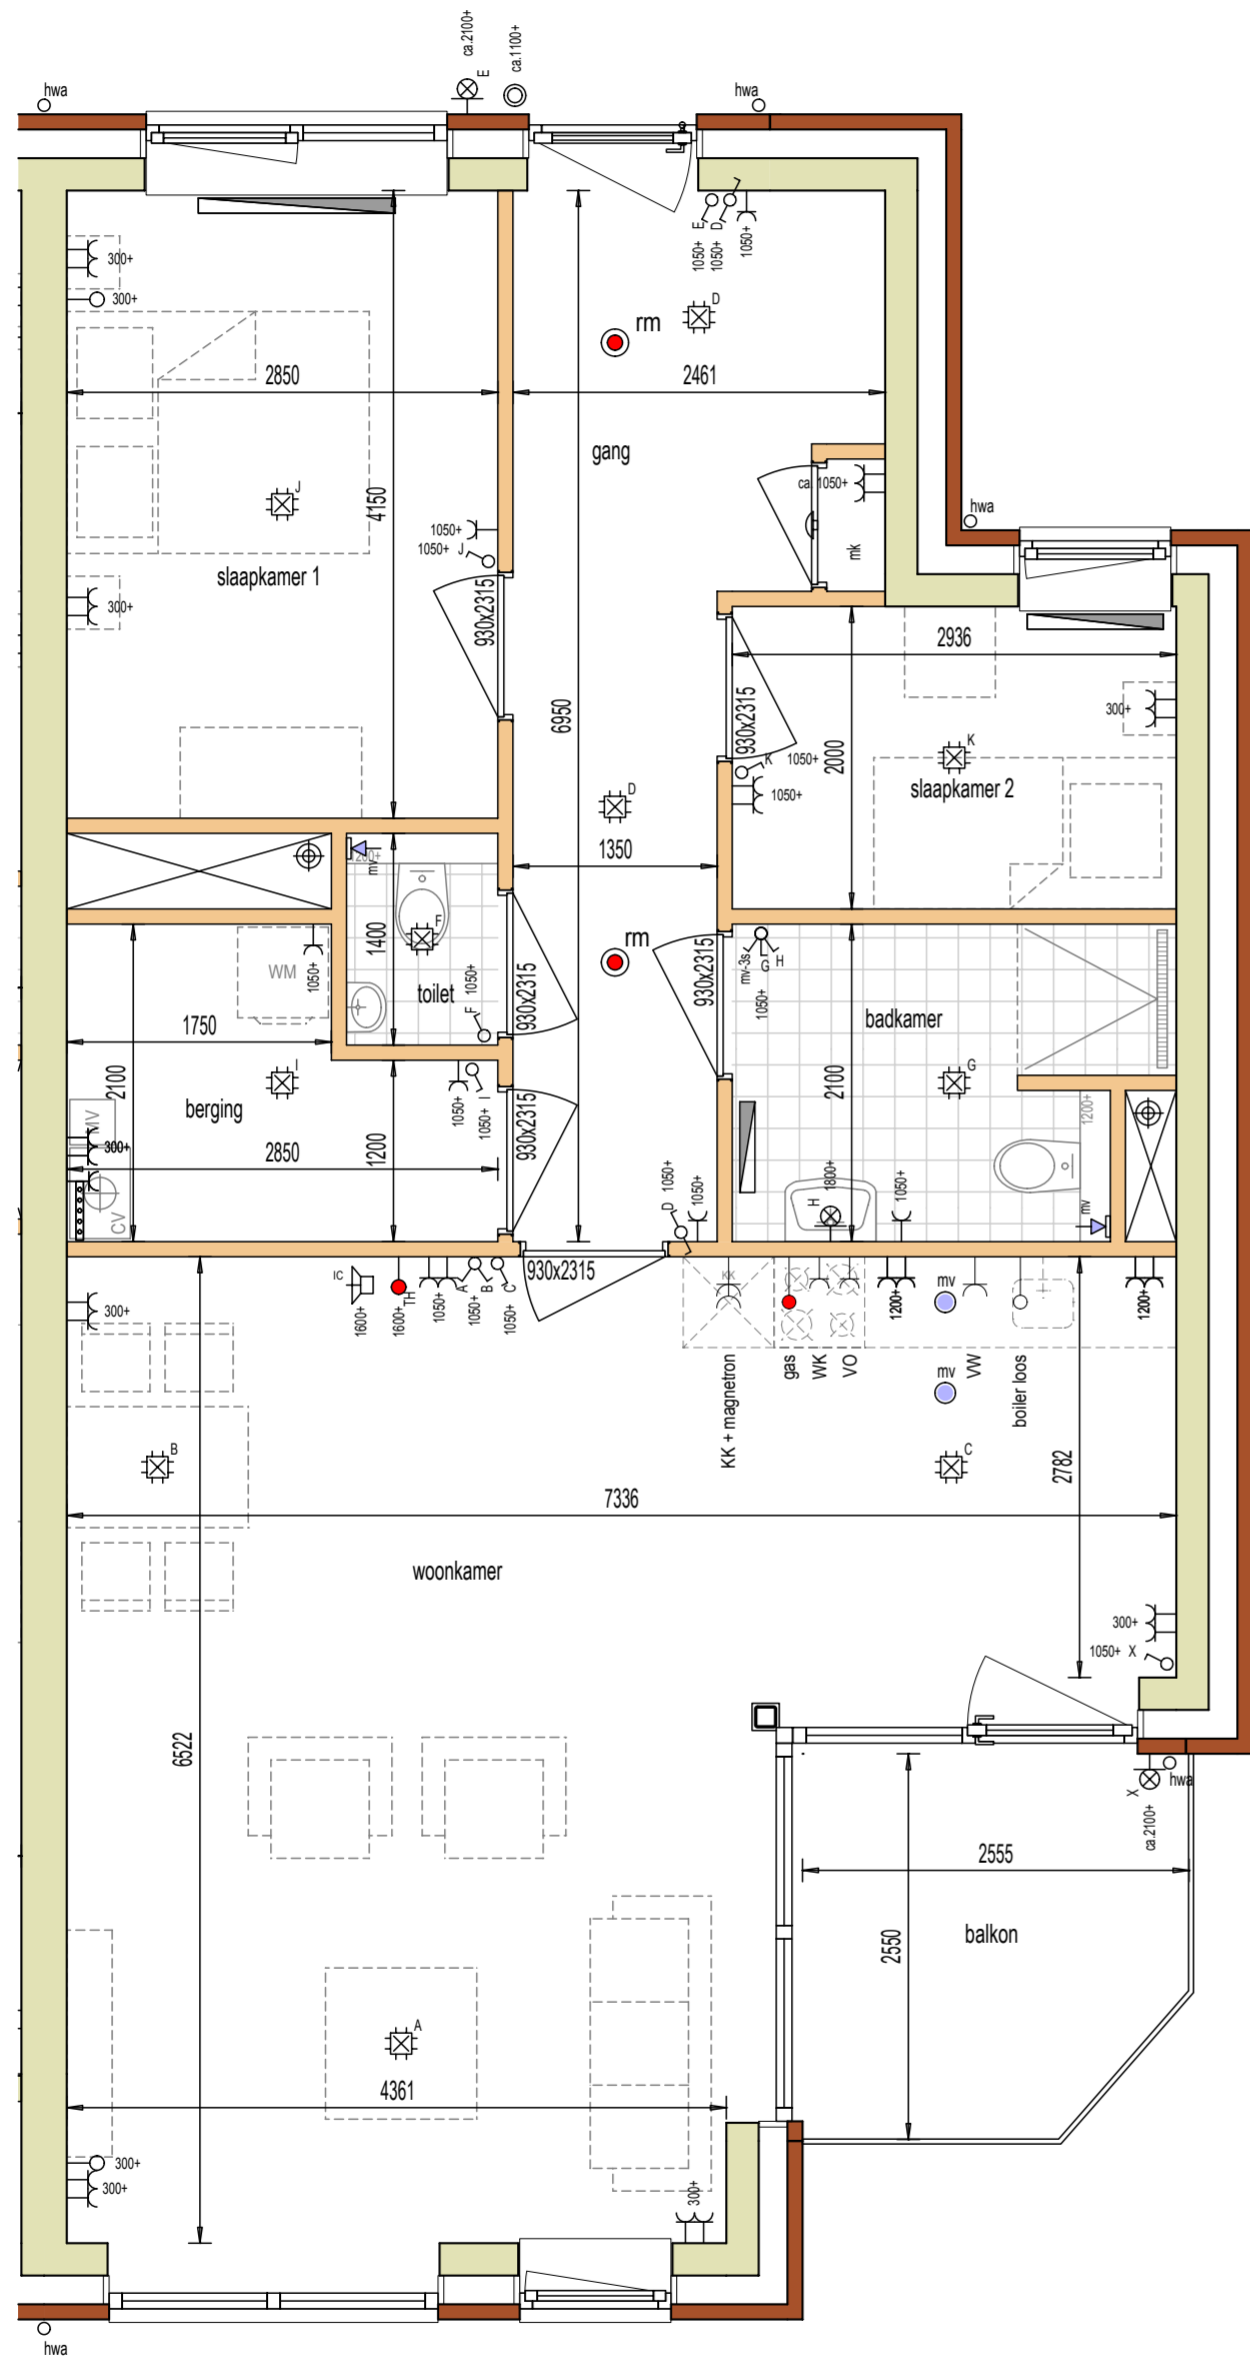 ca.2100+
E
ca.1100+
hwa
hwa
300+
300+
1050+
E
1050+
D
1050+
D
rm
2850
2461
gang
4150
J
ca. 1050+
mk
hwa
1050+
1050+ J
slaapkamer 1
300+
930x2315
2936
300+
6950
930x2315
K
1050+
1050+
2000
K
slaapkamer 2
D
1350
1200+
mv
F
1400
toilet
1050+
F
rm
930x2315
930x2315
mv-3s
G
H
1050+
badkamer
WM
1050+
1750
2100
I
berging
MV
300+
2850
1200
1050+
1050+ I
930x2315
CV
2100
G
1200+
H
1800+
1050+
mv
D
1050+
1050+
930x2315
IC
1600+
1600+
TH
1050+
A
1050+
B
1050+
C
300+
KK
KK + magnetron
gas
WK
VO
1200+
mv
mv
VW
boiler loos
1200+
B
C
2782
7336
woonkamer
300+
1050+ X
6522
X
hwa
ca.2100+
2555
2550
balkon
A
4361
300+
300+
300+
hwa